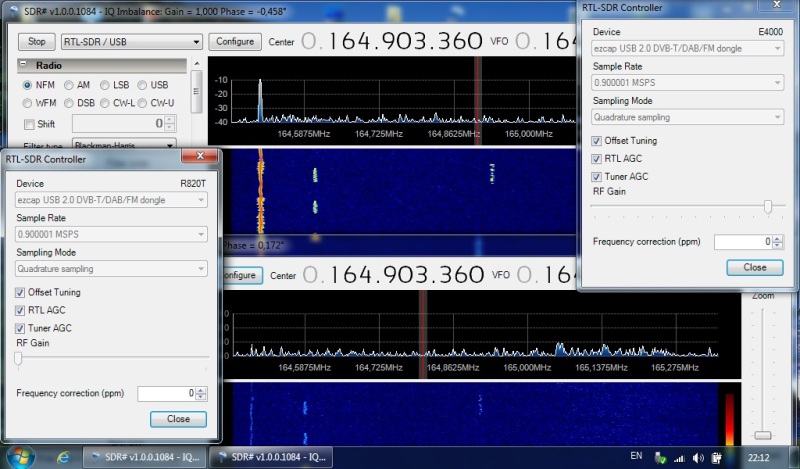 SDR# v1.0.0.1084 - IQ Imbalance: Gain = 1,000 Phase = -0,458°
Stop
RTL-SDR / USB
Configure
Center
0.164.903.360
VFO
0.
Radio
NFM
AM
LSB
USB
WFM
DSB
CW-L
CW-U
Shift
0
Filter type
Blackman-Harris
-10
-20
-30
-40
164,5875MHz
164,725MHz
164,8625MHz
165,000MHz
RTL-SDR Controller
Device
E4000
ezcap USB 2.0 DVB-T/DAB/FM dongle
Sample Rate
0.900001 MSPS
Sampling Mode
Quadrature sampling
Offset Tuning
RTL AGC
Tuner AGC
RF Gain
Frequency correction (ppm)
0
Close
RTL-SDR Controller
Device
R820T
ezcap USB 2.0 DVB-T/DAB/FM dongle
Sample Rate
0.900001 MSPS
Sampling Mode
Quadrature sampling
Offset Tuning
RTL AGC
Tuner AGC
RF Gain
Frequency correction (ppm)
0
Close
Phase = 0,172°
onfigure
Center
0.164.903.360
VFO
0.
Zoom
0
0
0
0
164,5875MHz
164,725MHz
164,8625MHz
165,000MHz
165,1375MHz
165,275MHz
SDR# v1.0.0.1084 - IQ...
SDR# v1.0.0.1084 - IQ...
EN
22:12